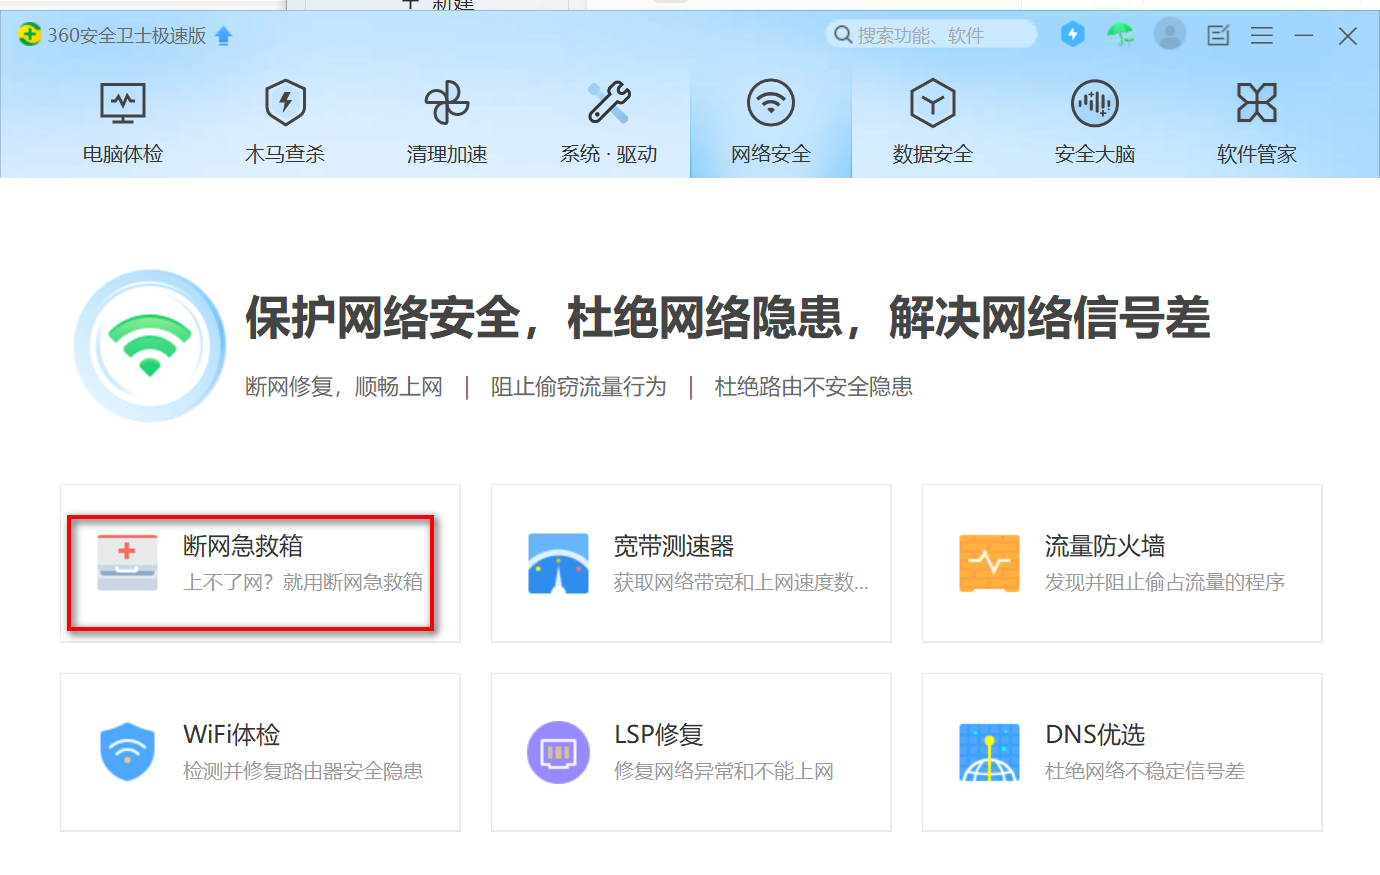 新建
360安全卫士极速版
搜索功能、软件
电脑体检
木马查杀
清理加速
系统 · 驱动
网络安全
数据安全
安全大脑
软件管家
保护网络安全，杜绝网络隐患，解决网络信号差
断网修复，顺畅上网 | 阻止偷窃流量行为 | 杜绝路由不安全隐患
断网急救箱
上不了网？就用断网急救箱
宽带测速器
获取网络带宽和上网速度数...
流量防火墙
发现并阻止偷占流量的程序
WiFi体检
检测并修复路由器安全隐患
LSP修复
修复网络异常和不能上网
DNS优选
杜绝网络不稳定信号差